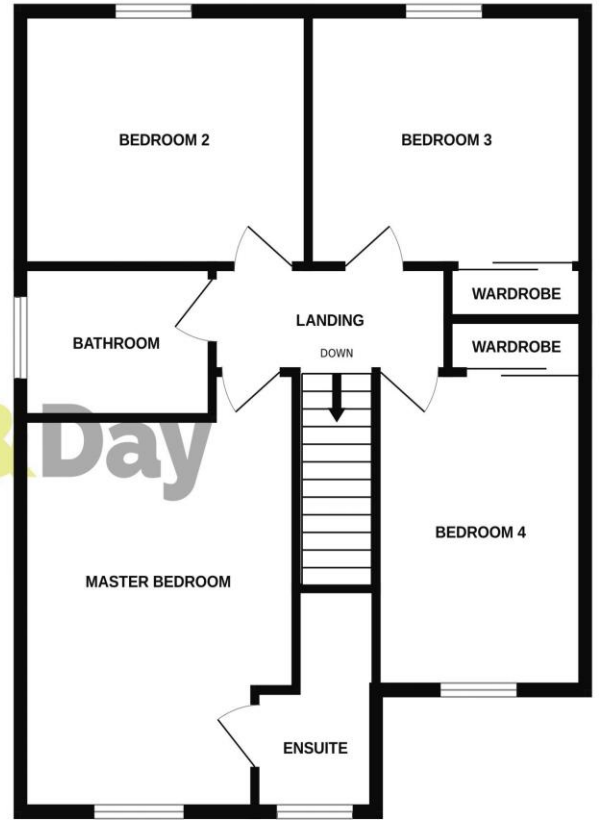 BEDROOM 2
BEDROOM 3
WARDROBE
LANDING
BATHROOM
WARDROBE
DOWN
&Day
BEDROOM 4
MASTER BEDROOM
ENSUITE